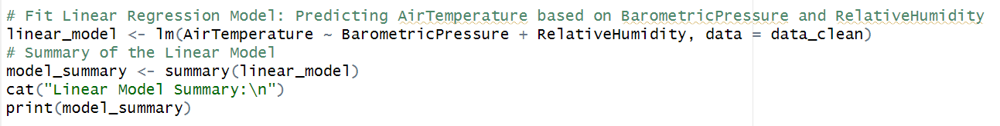 # Fit Linear Regression Model: Predicting AirTemperature based on BarometricPressure and RelativeHumidity
linear_model <- lm(AirTemperature ~ BarometricPressure + RelativeHumidity, data = data_clean)
# Summary of the Linear Model
model_summary <- summary(linear_model)
cat("Linear Model Summary:\n")
print(model_summary)